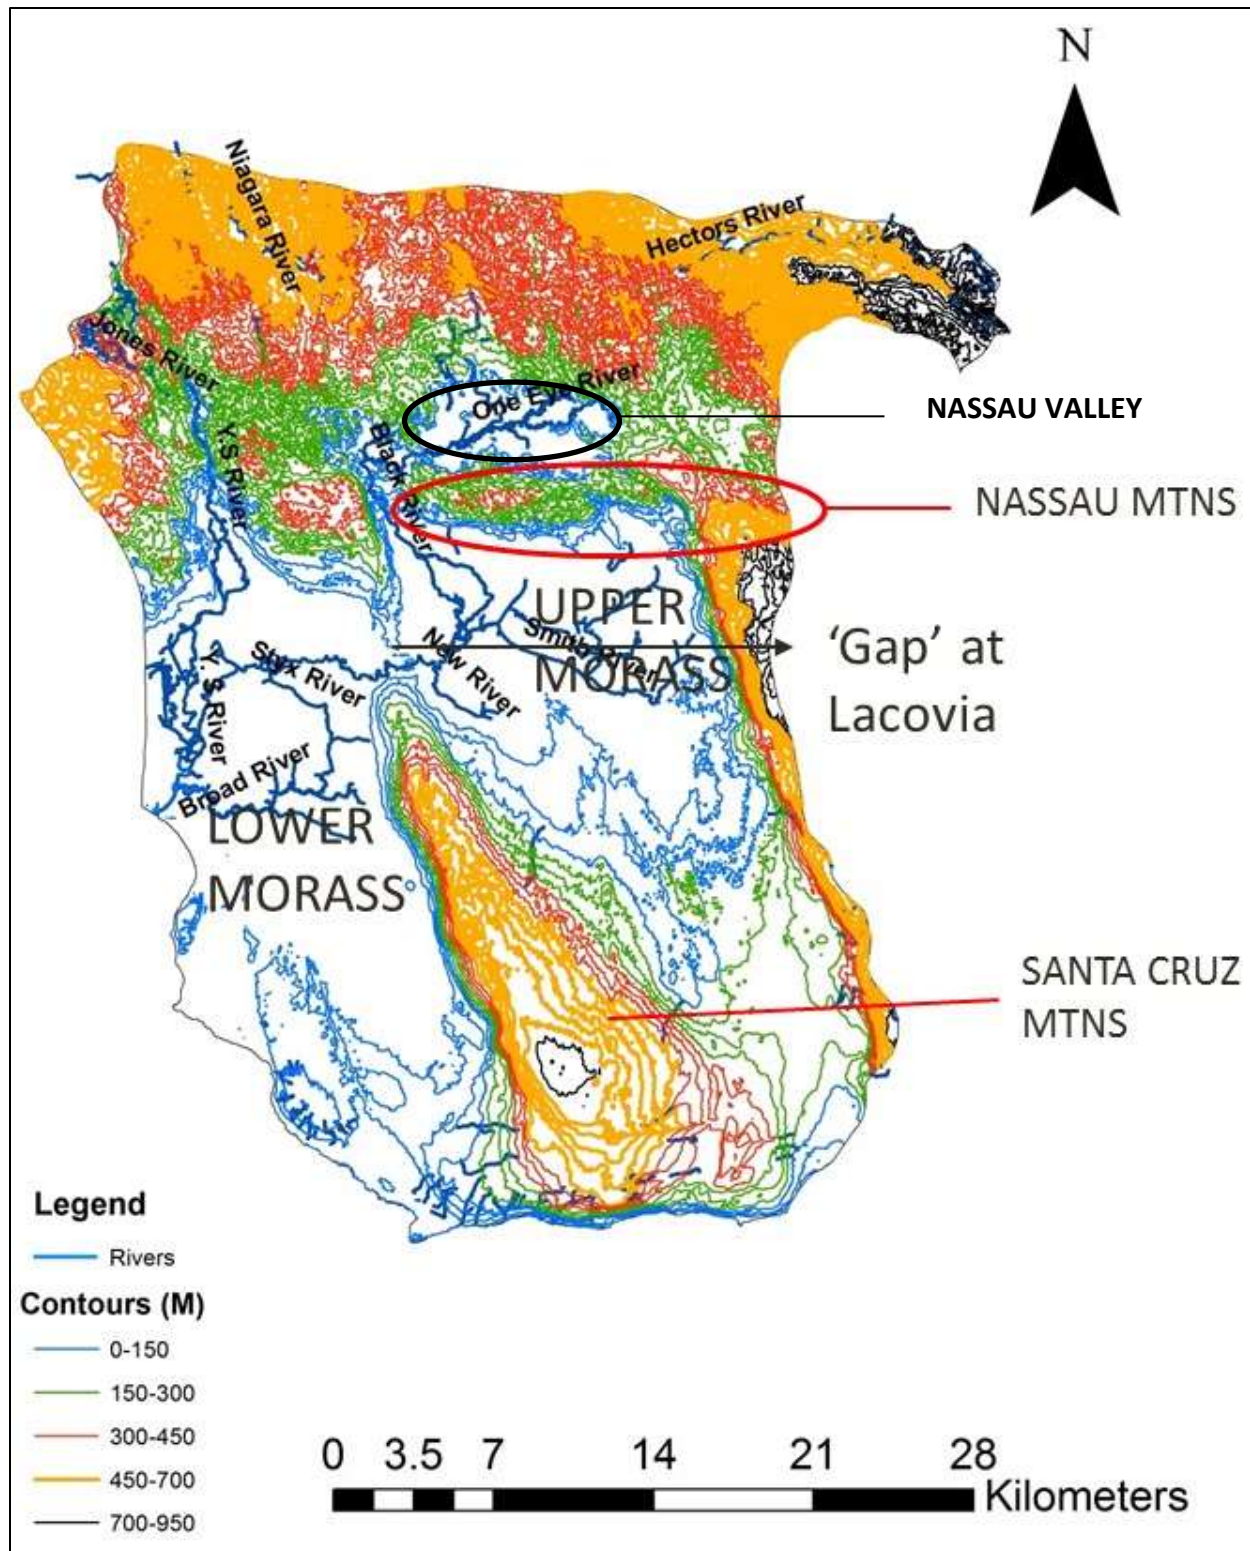 N
Niagara River
Hectors River
Jones River
One Eye River
NASSAU VALLEY
Black River
Y.S River
NASSAU MTNS
UPPER
MORASS
Smith River
'Gap' at
Lacovia
New River
Styx River
Y. S River
Broad River
LOWER
MORASS
SANTA CRUZ
MTNS
Legend
Rivers
Contours (M)
0-150
150-300
300-450
450-700
700-950
0 3.5 7 14 21 28
Kilometers